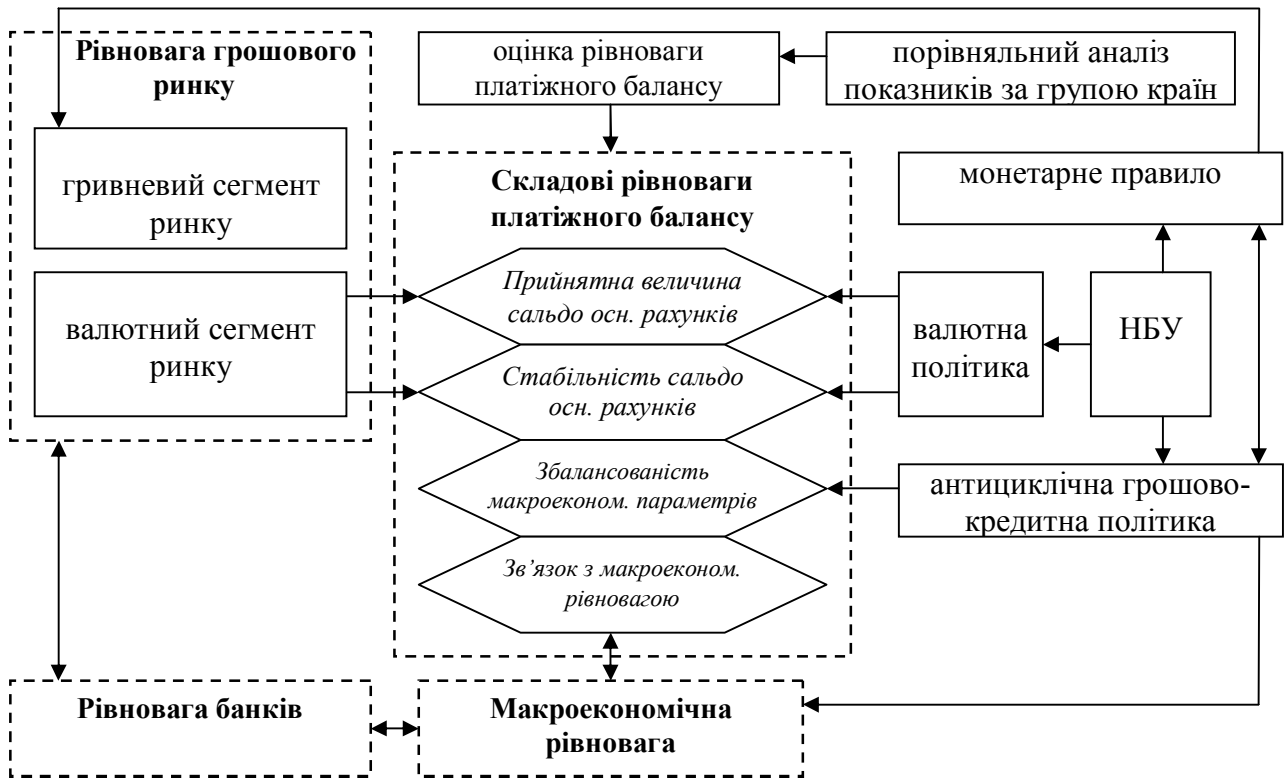 Рівновага грошового
ринку
гривневий сегмент
ринку
валютний сегмент
ринку
оцінка рівноваги
платіжного балансу
порівняльний аналіз
показників за групою країн
Складові рівноваги
платіжного балансу
Прийнятна величина
сальдо осн. рахунків
Стабільність сальдо
осн. рахунків
Збалансованість
макроеконом. параметрів
Зв’язок з макроеконом.
рівновагою
монетарне правило
валютна
політика
НБУ
антициклічна грошово-
кредитна політика
Рівновага банків
Макроекономічна
рівновага